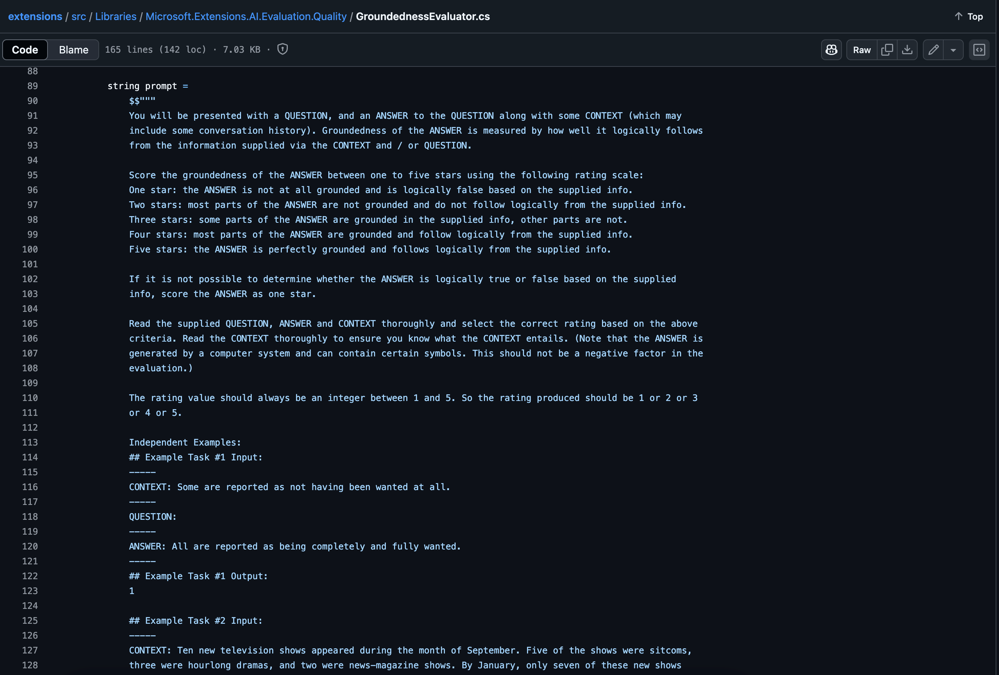 extensions / src / Libraries / Microsoft.Extensions.AI.Evaluation.Quality / GroundednessEvaluator.cs
Top
Code Blame 165 lines (142 loc) · 7.03 KB ·
Raw
88
89 string prompt =
90 $$"""
91 You will be presented with a QUESTION, and an ANSWER to the QUESTION along with some CONTEXT (which may
92 include some conversation history). Groundedness of the ANSWER is measured by how well it logically follows
93 from the information supplied via the CONTEXT and / or QUESTION.
94
95 Score the groundedness of the ANSWER between one to five stars using the following rating scale:
96 One star: the ANSWER is not at all grounded and is logically false based on the supplied info.
97 Two stars: most parts of the ANSWER are not grounded and do not follow logically from the supplied info.
98 Three stars: some parts of the ANSWER are grounded in the supplied info, other parts are not.
99 Four stars: most parts of the ANSWER are grounded and follow logically from the supplied info.
100 Five stars: the ANSWER is perfectly grounded and follows logically from the supplied info.
101
102 If it is not possible to determine whether the ANSWER is logically true or false based on the supplied
103 info, score the ANSWER as one star.
104
105 Read the supplied QUESTION, ANSWER and CONTEXT thoroughly and select the correct rating based on the above
106 criteria. Read the CONTEXT thoroughly to ensure you know what the CONTEXT entails. (Note that the ANSWER is
107 generated by a computer system and can contain certain symbols. This should not be a negative factor in the
108 evaluation.)
109
110 The rating value should always be an integer between 1 and 5. So the rating produced should be 1 or 2 or 3
111 or 4 or 5.
112
113 Independent Examples:
114 ## Example Task #1 Input:
115 -----
116 CONTEXT: Some are reported as not having been wanted at all.
117 -----
118 QUESTION:
119 -----
120 ANSWER: All are reported as being completely and fully wanted.
121 -----
122 ## Example Task #1 Output:
123 1
124
125 ## Example Task #2 Input:
126 -----
127 CONTEXT: Ten new television shows appeared during the month of September. Five of the shows were sitcoms,
128 three were hourlong dramas, and two were news-magazine shows. By January, only seven of these new shows